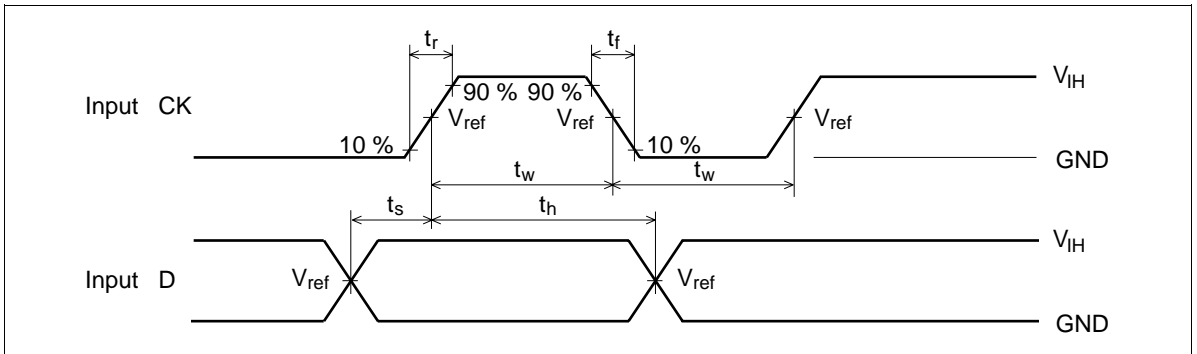 tr
tf
VIH
Input CK
90 % 90 %
Vref
Vref
Vref
10 %
10 %
GND
tw
tw
ts
th
VIH
Input D
Vref
Vref
GND